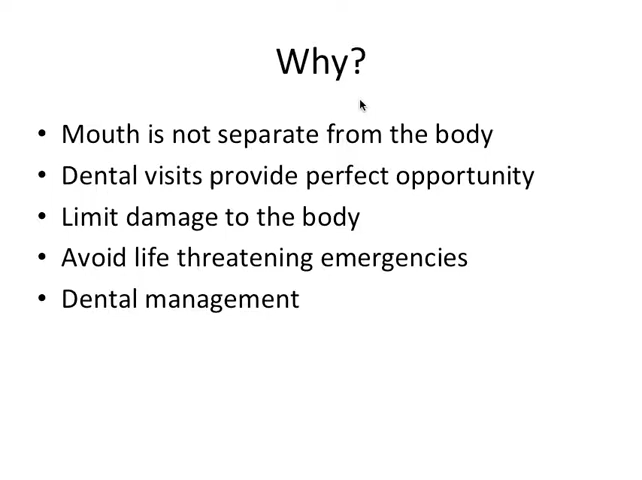 Why?
• Mouth is not separate from the body
• Dental visits provide perfect opportunity
• Limit damage to the body
• Avoid life threatening emergencies
• Dental management